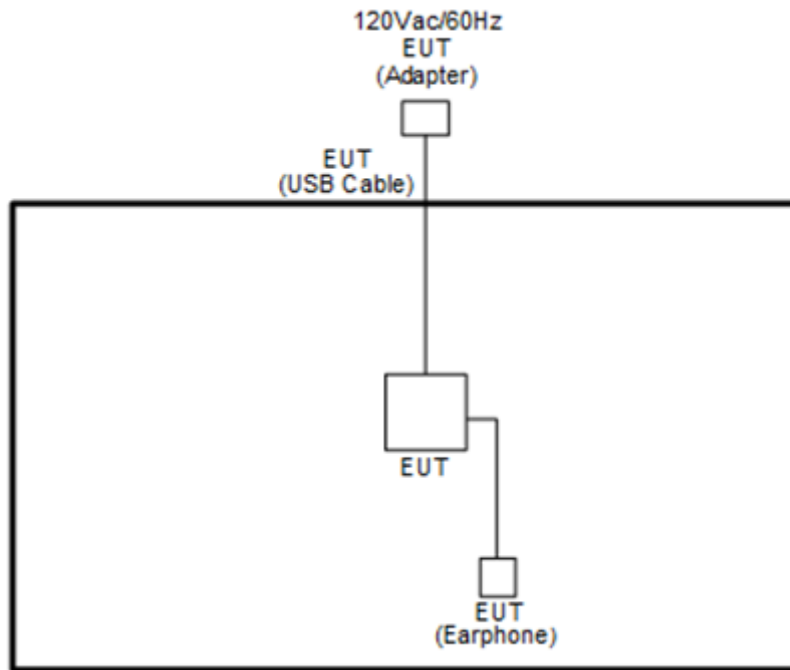 120Vac/60Hz
EUT
(Adapter)
EUT
(USB Cable)
EUT
EUT
(Earphone)